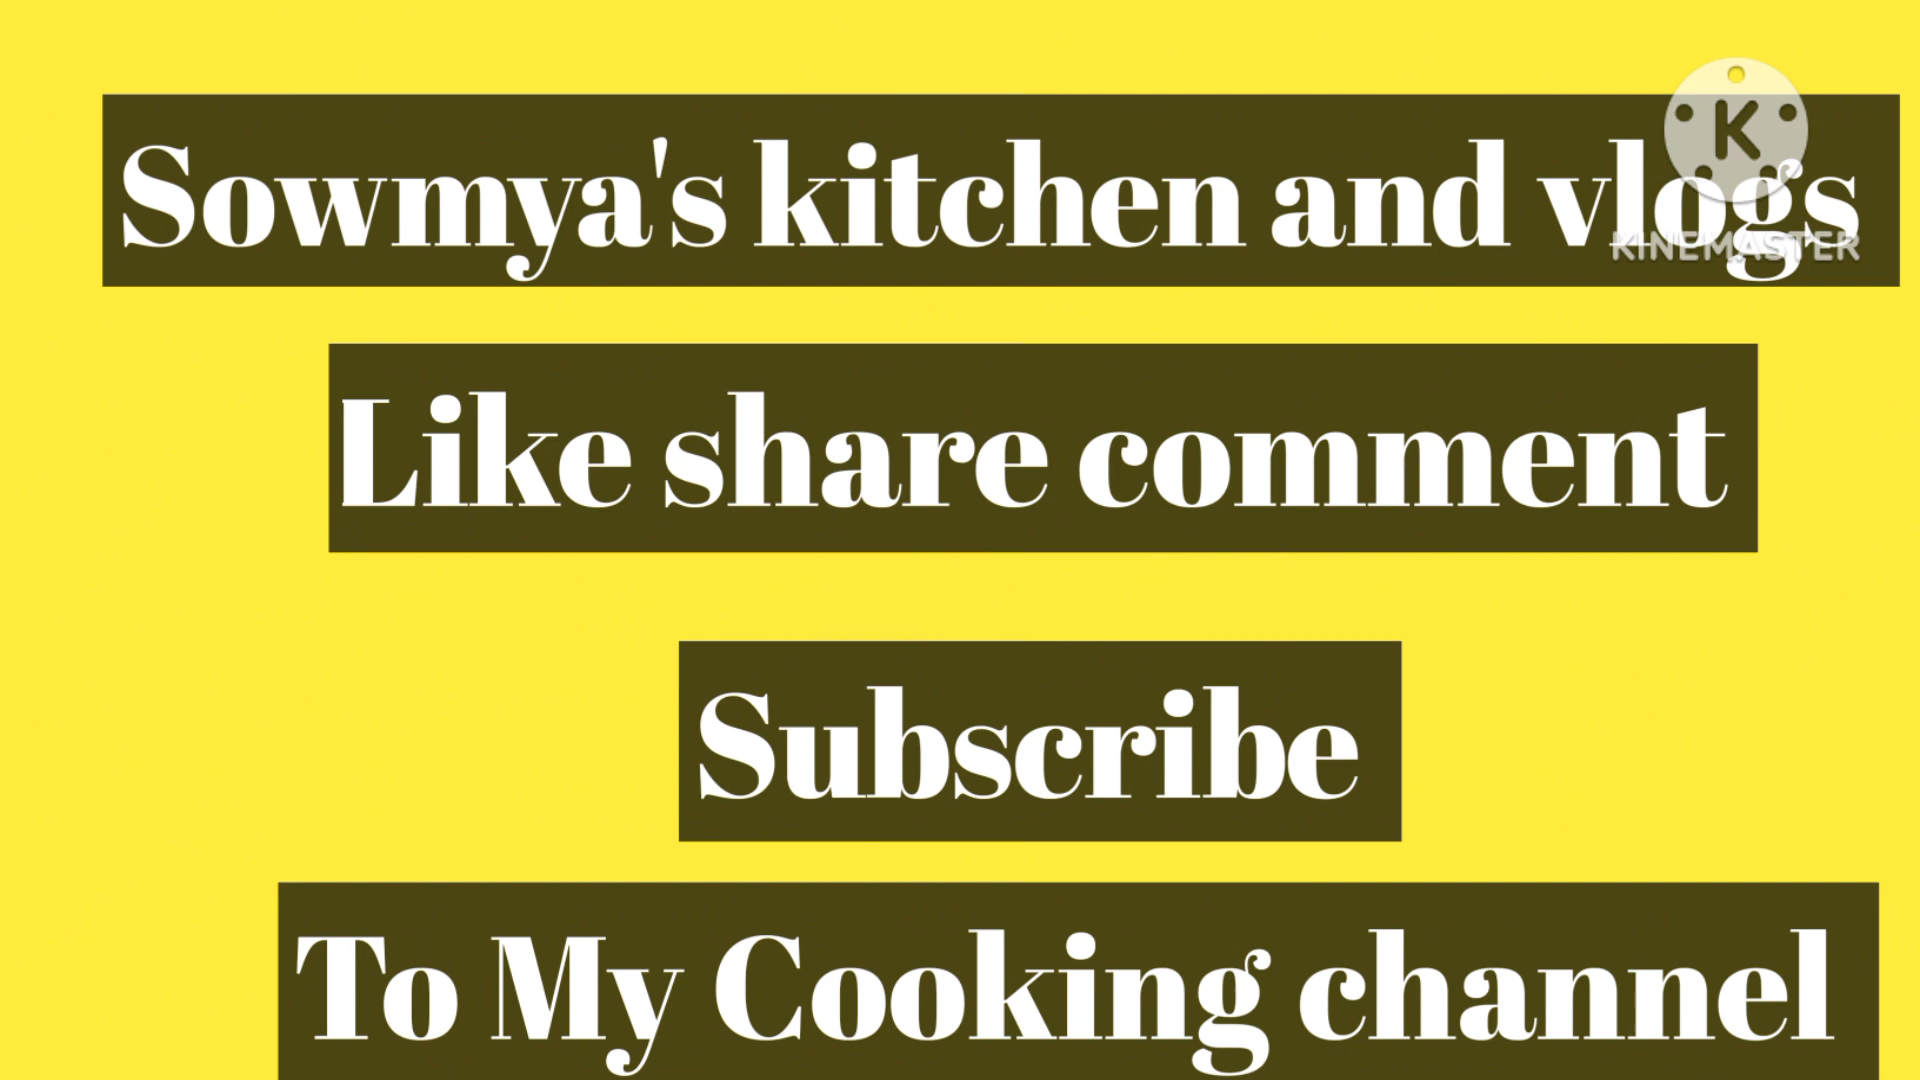 Sowmya's kitchen and vlogs
K
KINEMASTER
Like share comment
Subscribe
To My Cooking channel